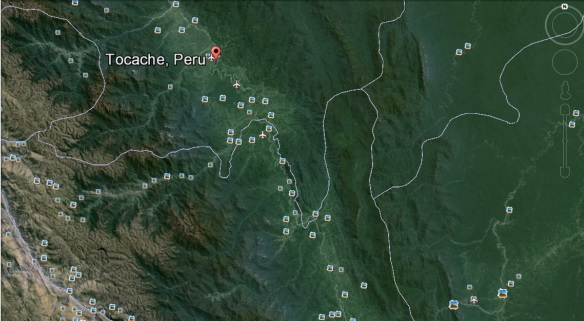 N
Tocache, Peru